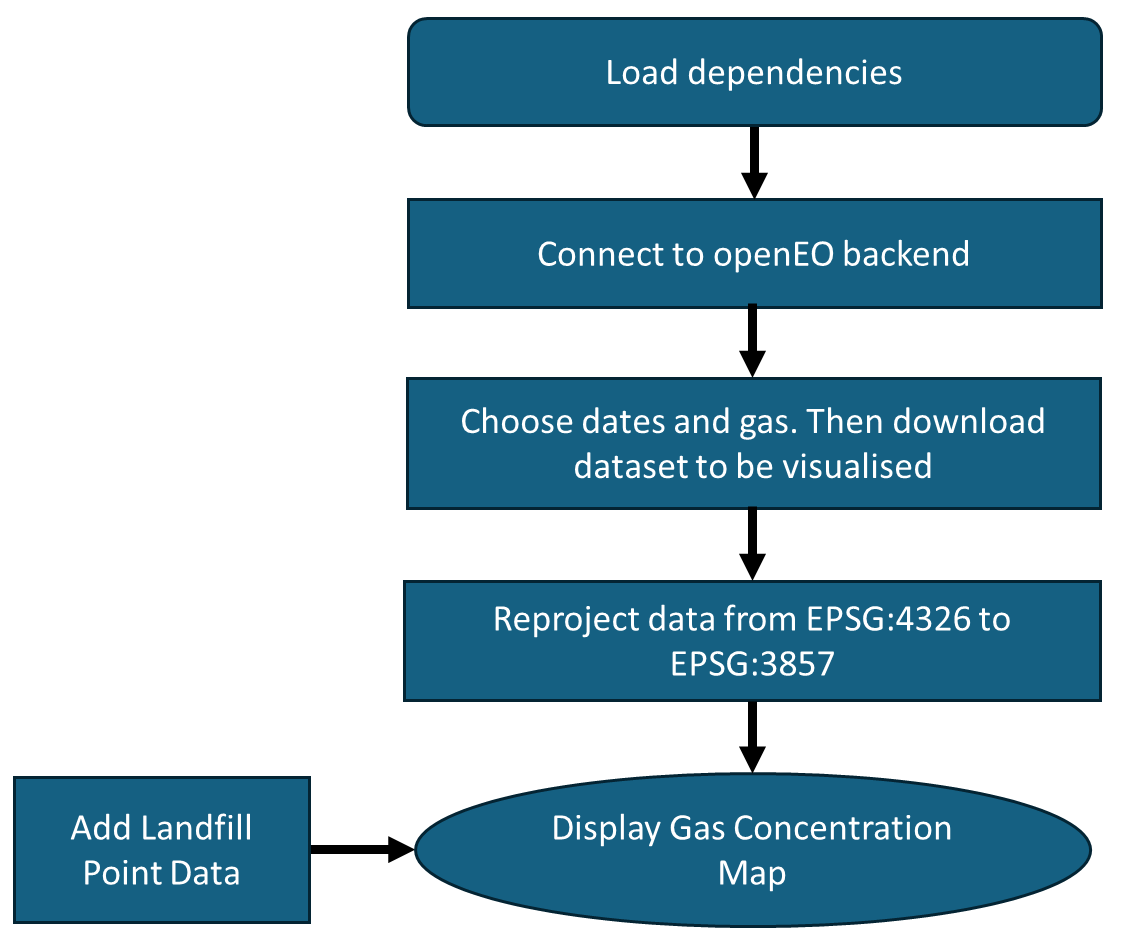 Load dependencies
Connect to openEO backend
Choose dates and gas. Then download
dataset to be visualised
Reproject data from EPSG:4326 to
EPSG:3857
Add Landfill
Point Data
Display Gas Concentration
Map